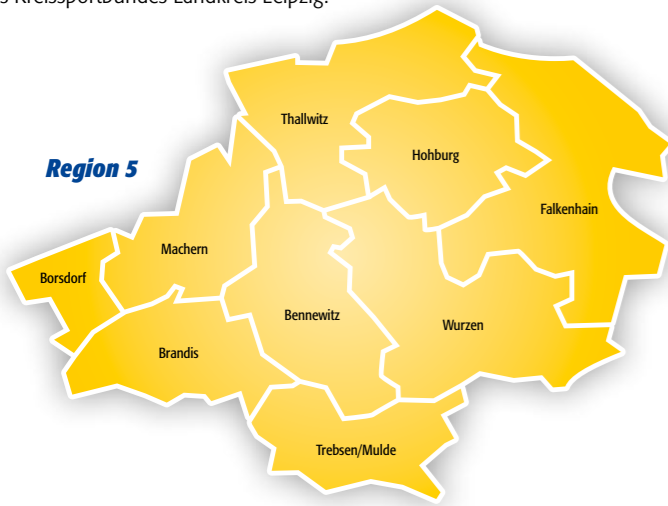 Kreissportbundes Landkreis Leipzig.
Thallwitz
Hohburg
Region 5
Falkenhain
Machern
Borsdorf
Bennewitz
Wurzen
Brandis
Trebsen/Mulde